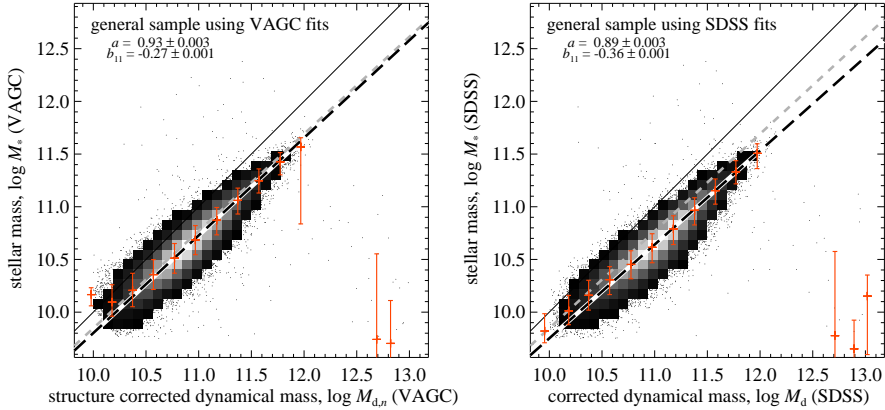 general sample using VAGC fits
a = 0.93 ± 0.003
b11 = -0.27 ± 0.001
12.5
12.0
11.5
11.0
10.5
10.0
stellar mass, log M* (VAGC)
10.0 10.5 11.0 11.5 12.0 12.5 13.0
structure corrected dynamical mass, log Md,n (VAGC)
general sample using SDSS fits
a = 0.89 ± 0.003
b11 = -0.36 ± 0.001
12.5
12.0
11.5
11.0
10.5
10.0
stellar mass, log M* (SDSS)
10.0 10.5 11.0 11.5 12.0 12.5 13.0
corrected dynamical mass, log Md (SDSS)